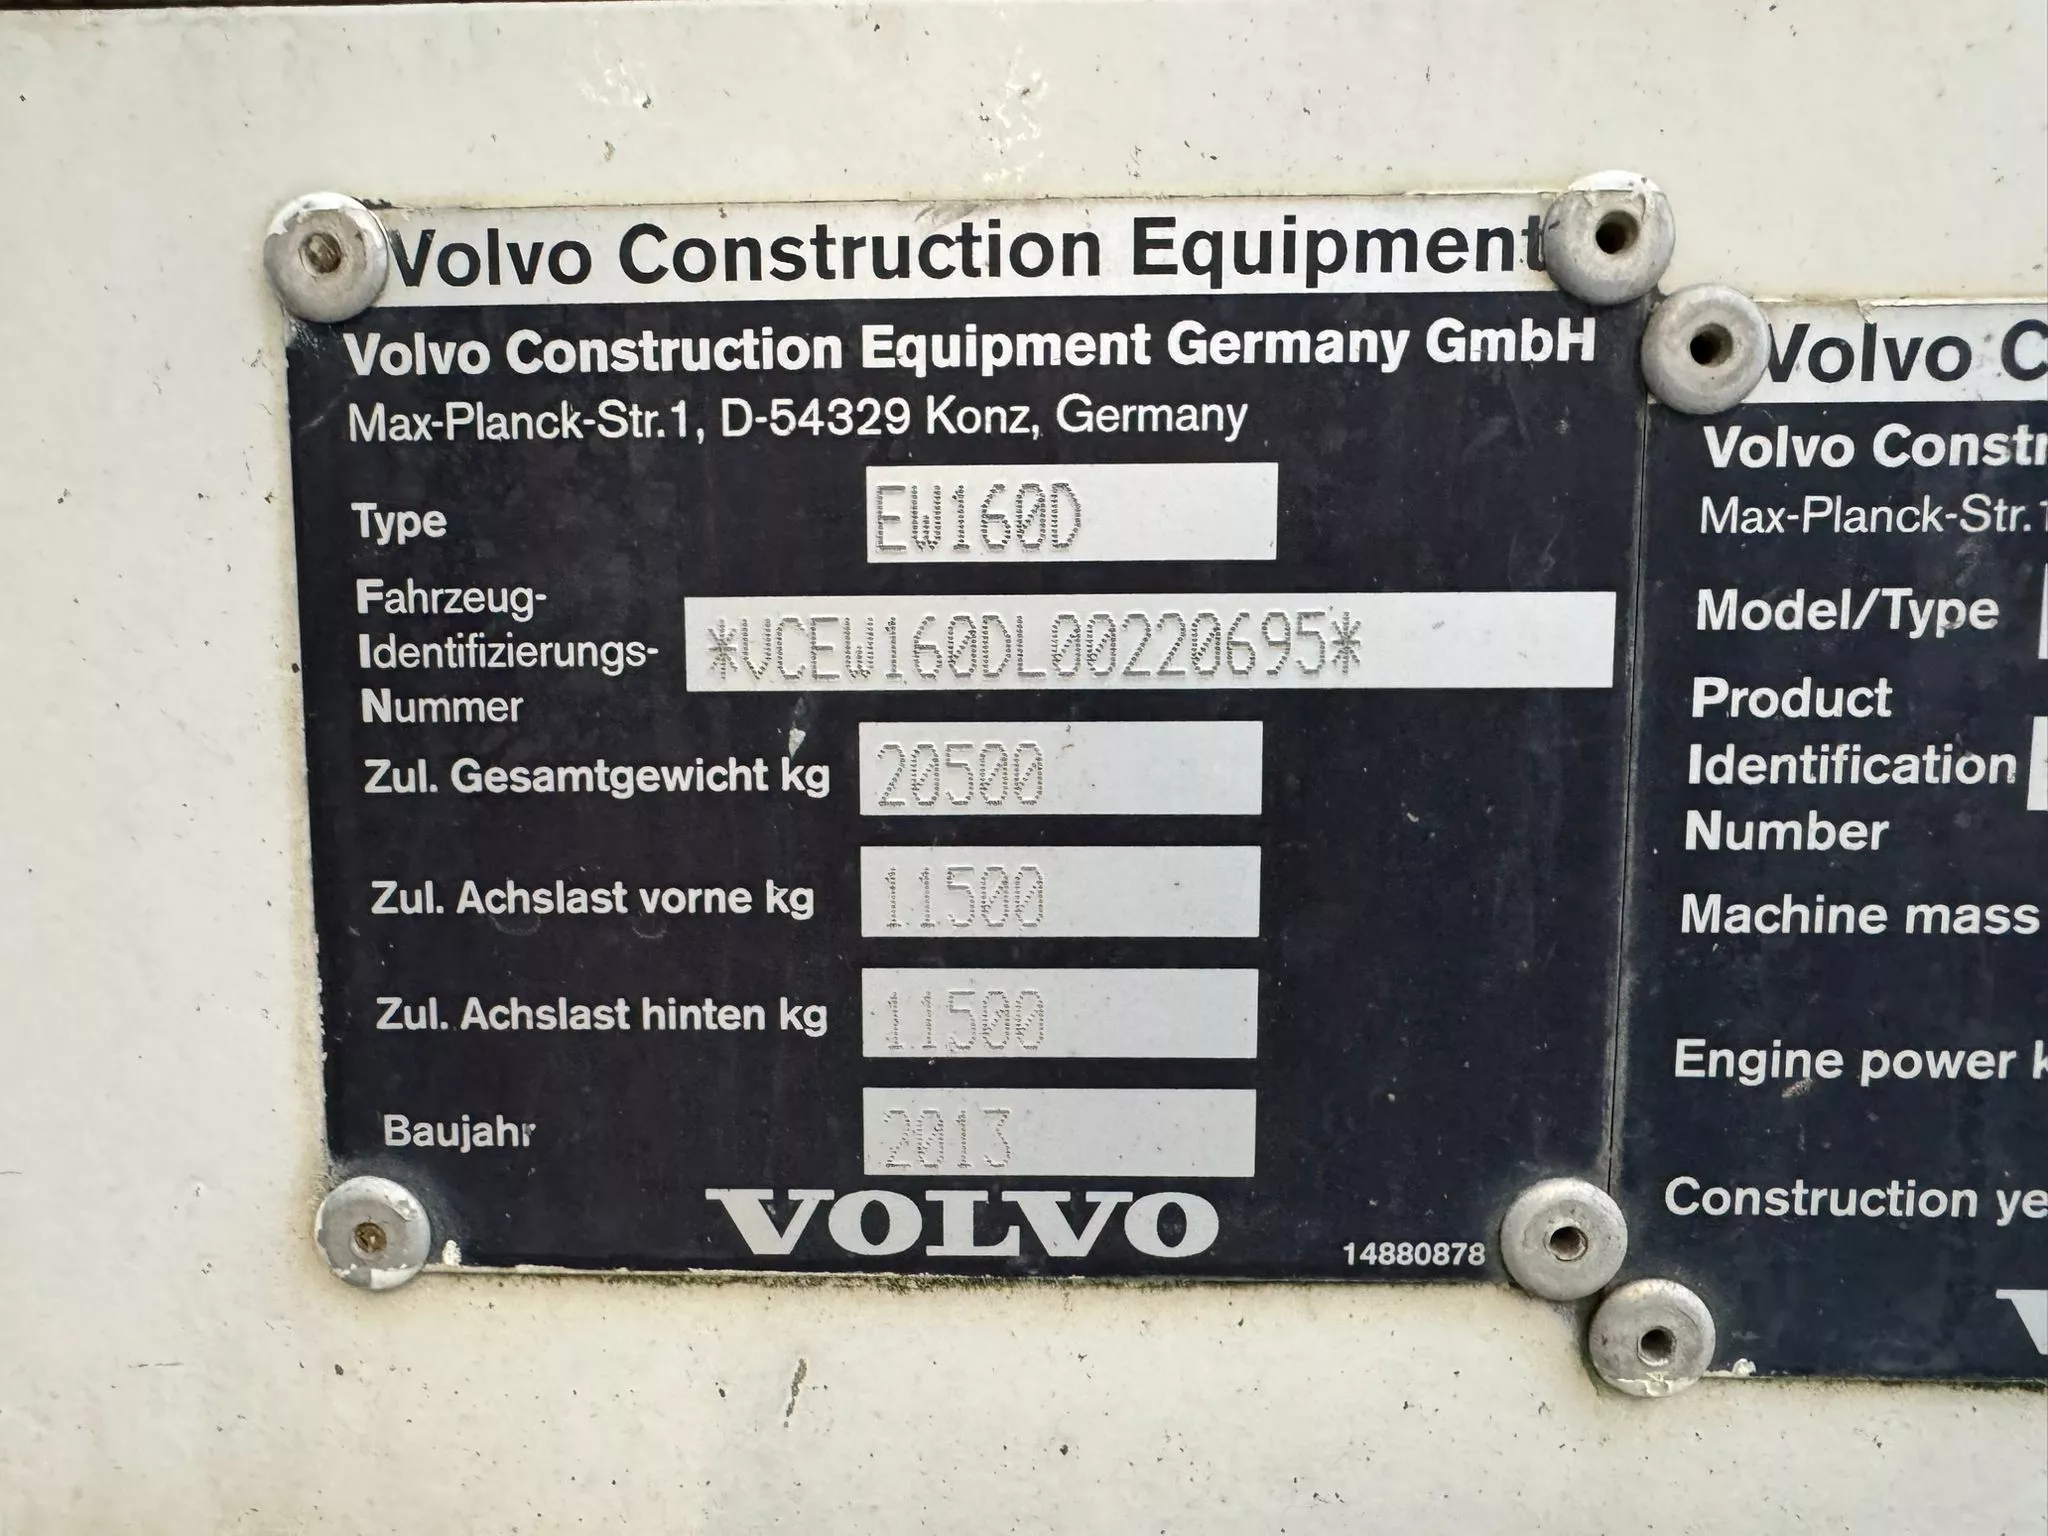 Volvo Construction Equipment
Volvo Construction Equipment Germany GmbH
Max-Planck-Str.1, D-54329 Konz, Germany
Type EW160D
Fahrzeug-
Identifizierungs-
Nummer
*VCEW160DL00220695*
Zul. Gesamtgewicht kg 20500
Zul. Achslast vorne kg 11500
Zul. Achslast hinten kg 11500
Baujahr 2013
VOLVO
14880878
Volvo C
Volvo Constr
Max-Planck-Str.1
Model/Type
Product
Identification
Number
Machine mass
Engine power k
Construction ye
V